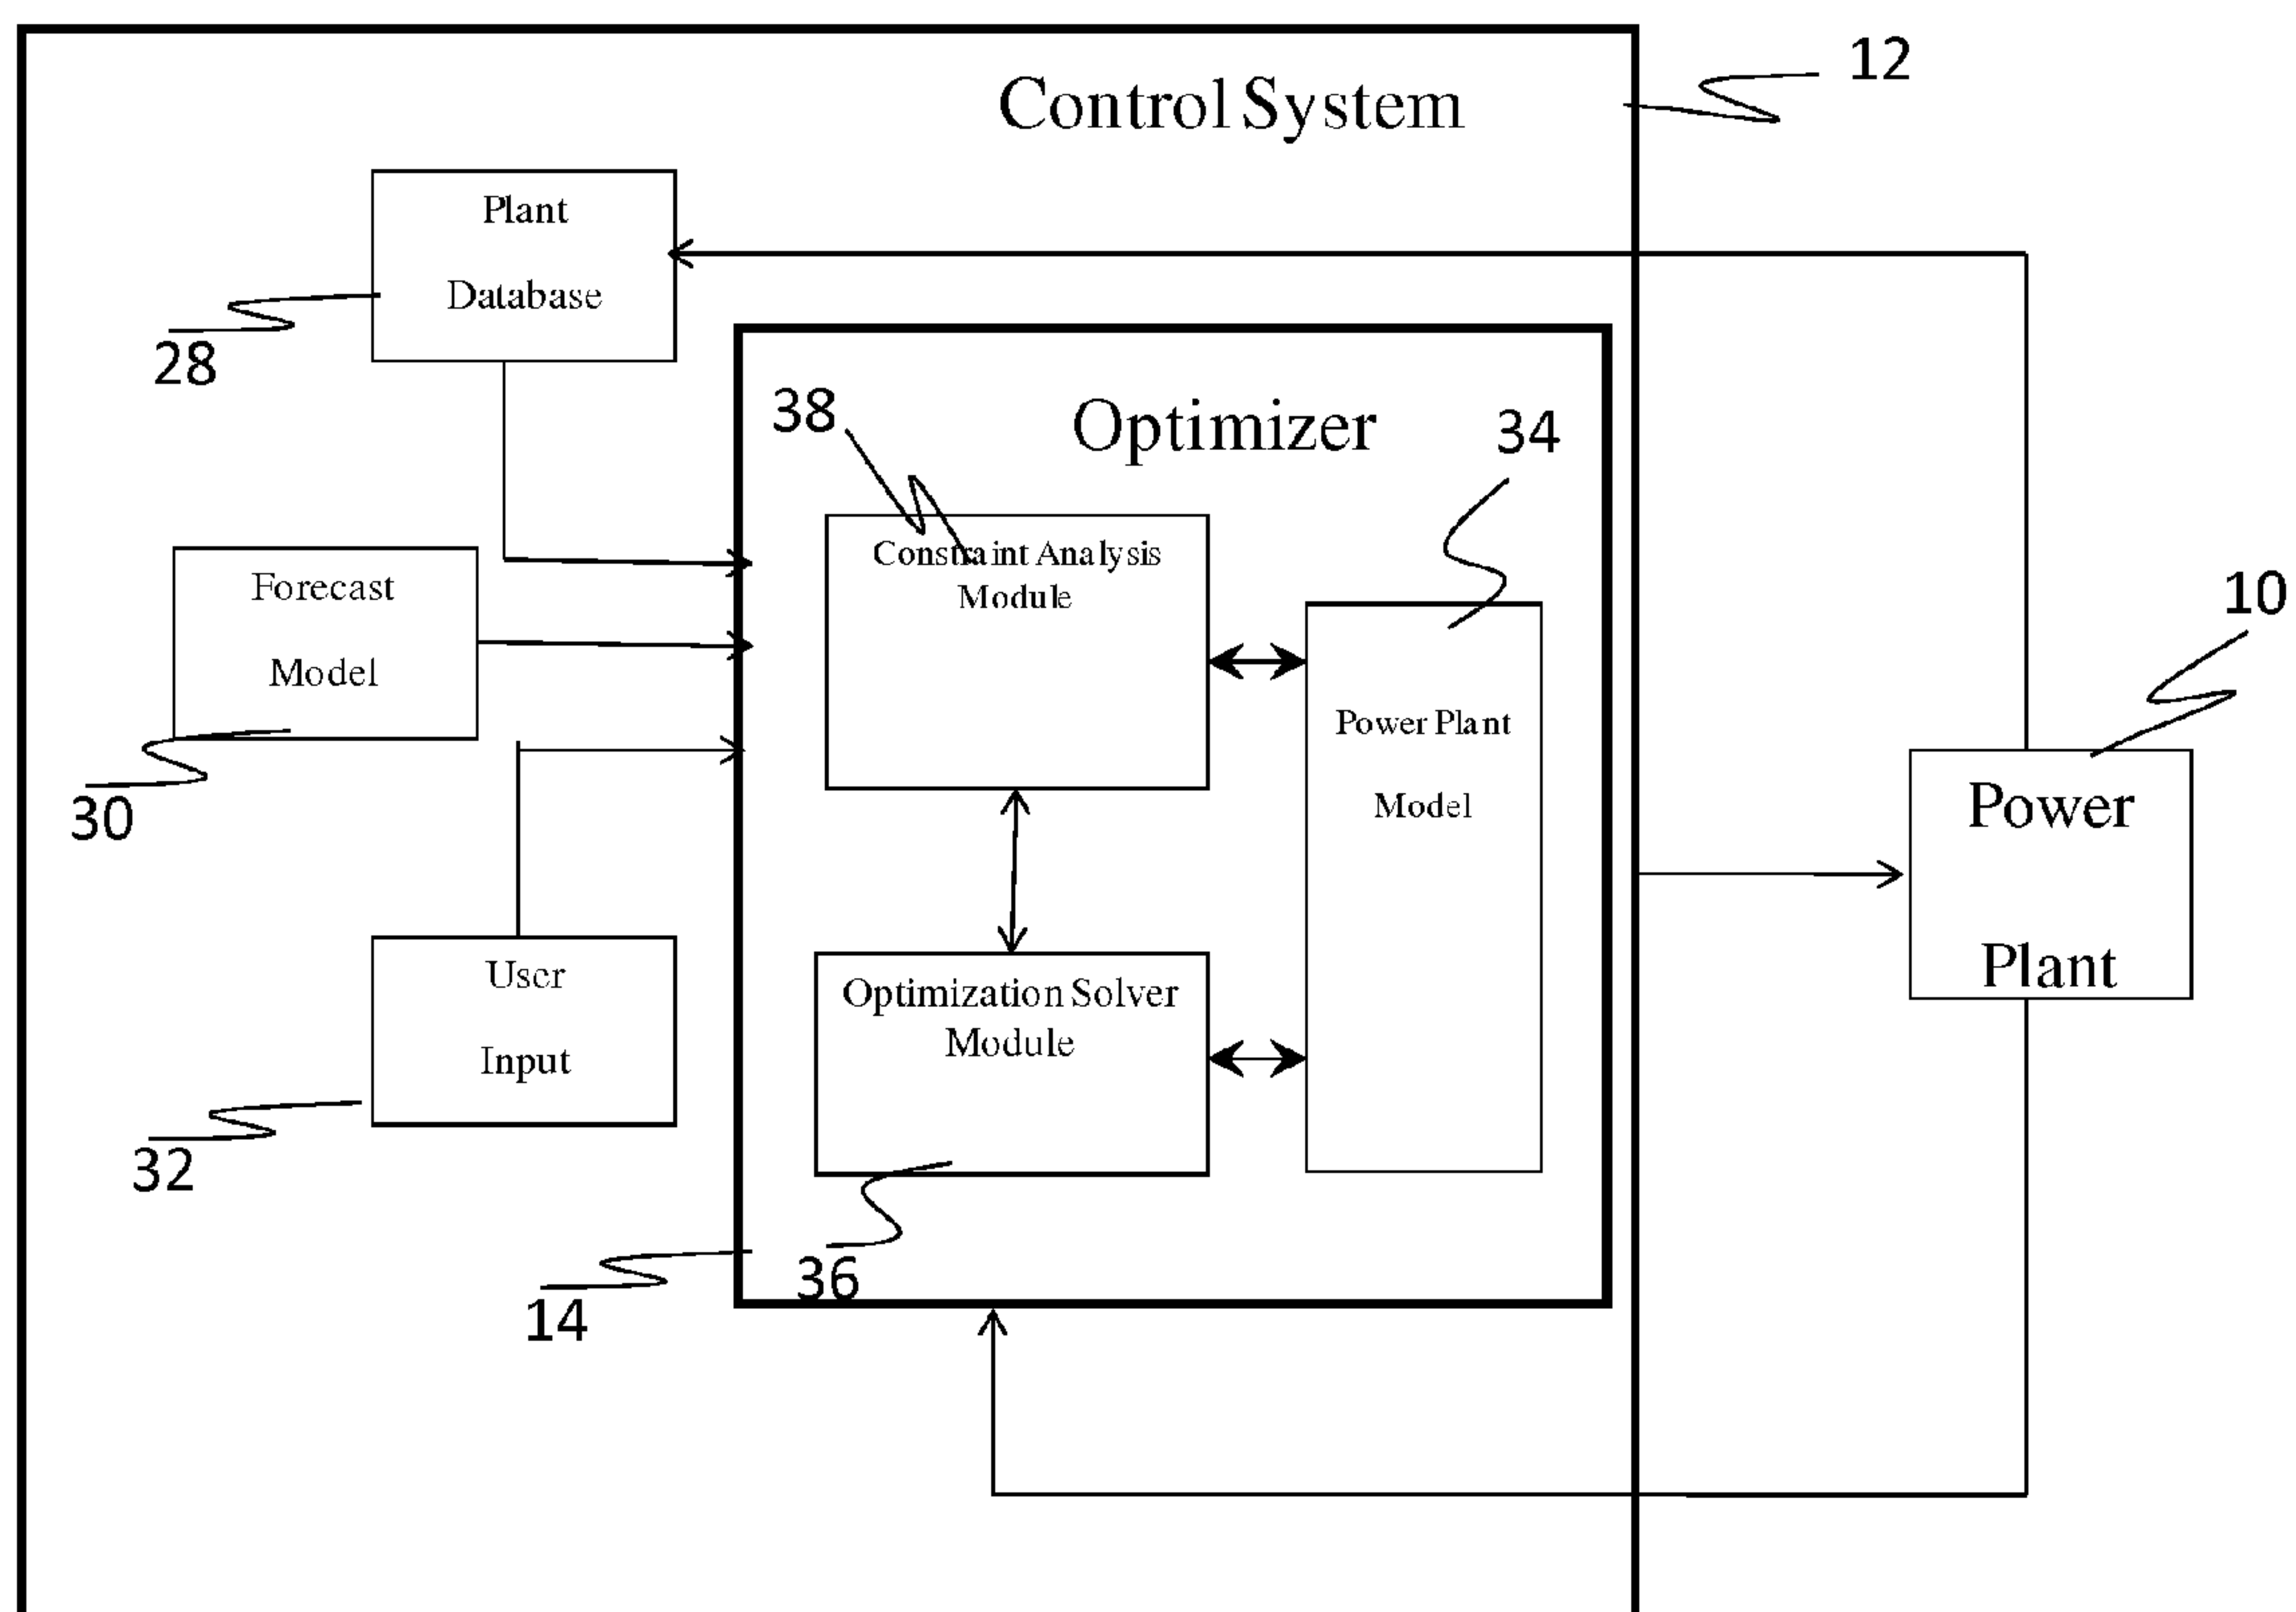 Control System
12
Plant
Database
28
38
Optimizer
34
Constraint Analysis
Module
Forecast
Model
30
10
Power Plant
Model
Power
Plant
User
Input
32
Optimization Solver
Module
36
14